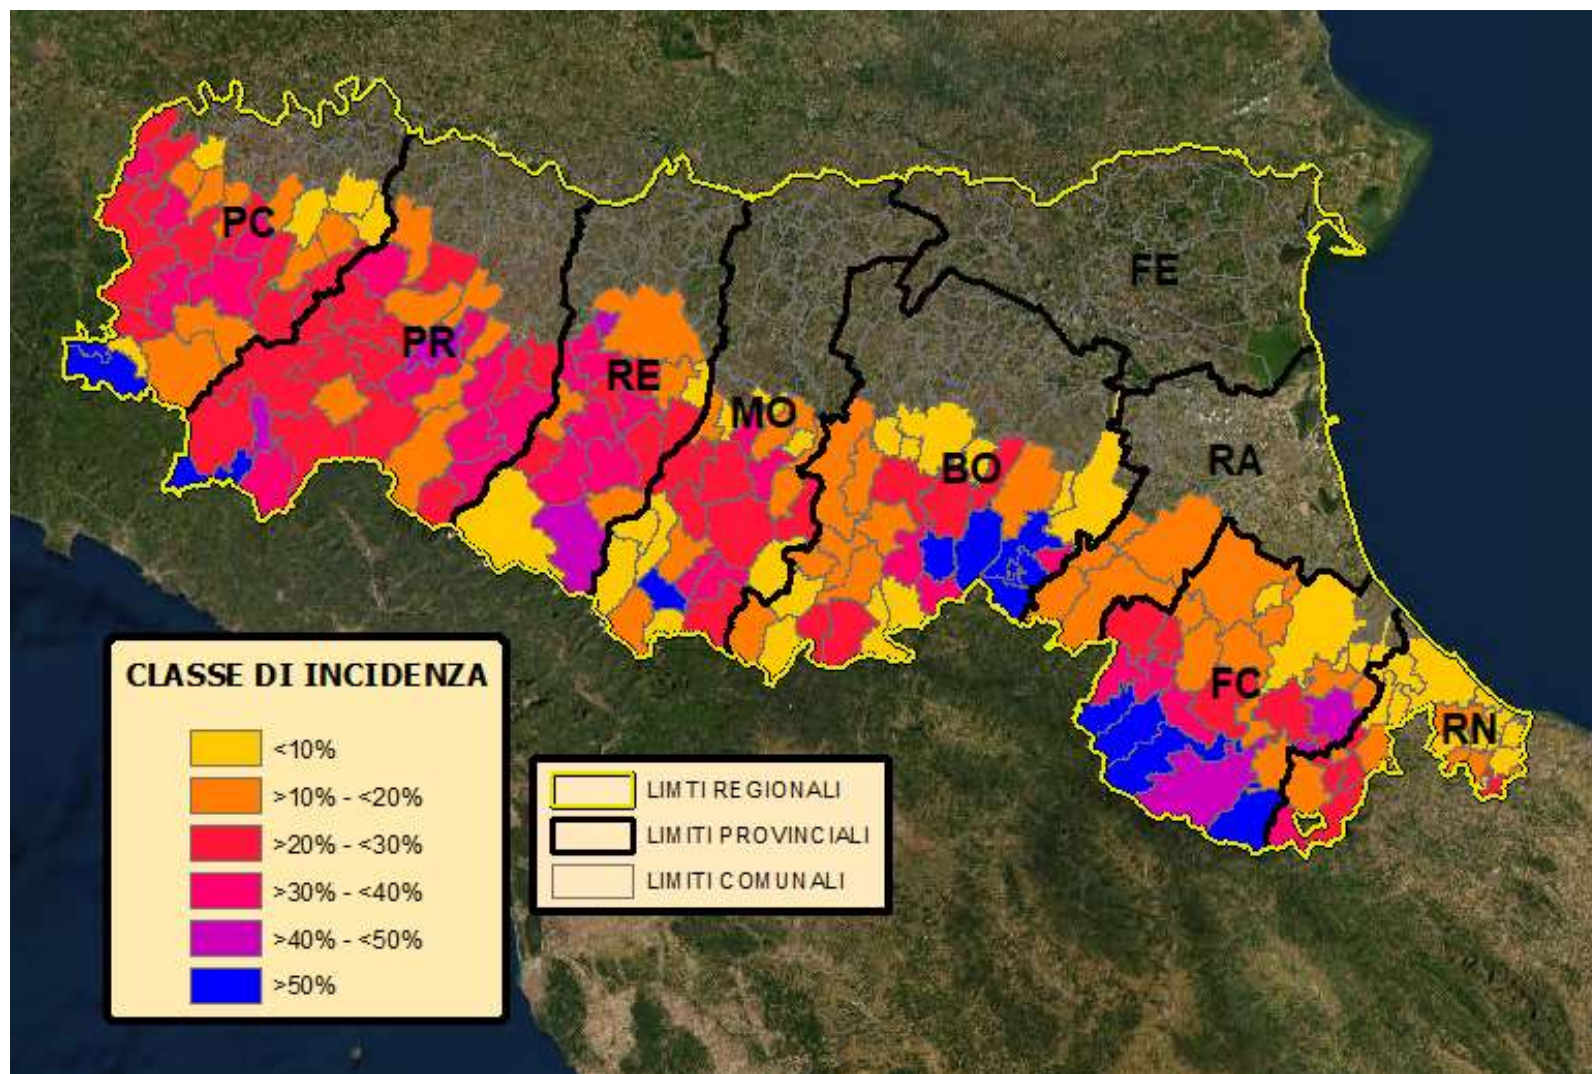 PC
FE
PR
RE
MO
BO
RA
FC
RN
CLASSE DI INCIDENZA
<10%
>10% - <20%
>20% - <30%
>30% - <40%
>40% - <50%
>50%
LIMTI REGIONALI
LIMITI PROVINCIALI
LIMITI COMUNALI